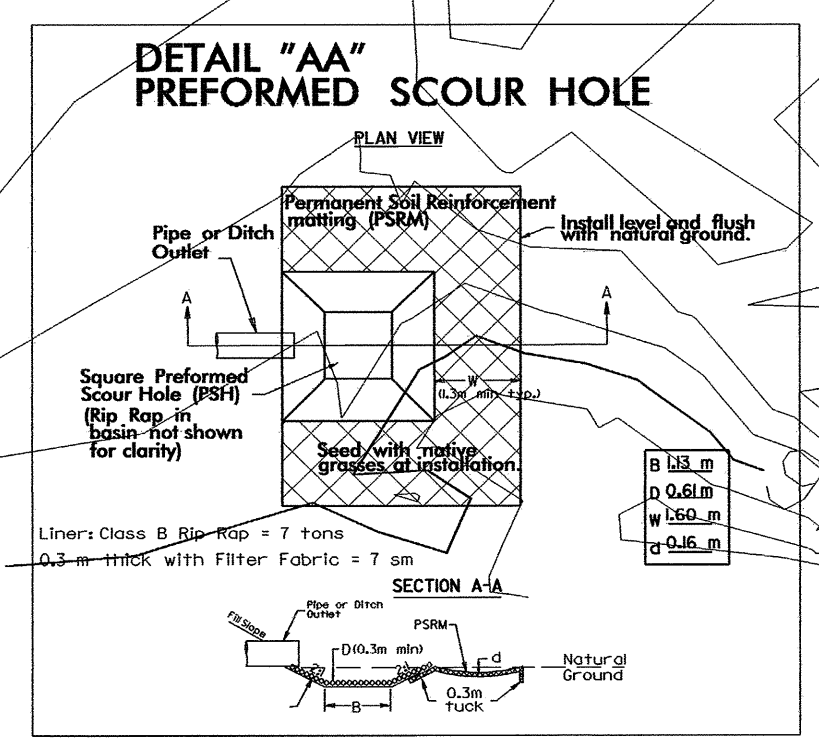 DETAIL "AA"
PREFORMED SCOUR HOLE
PLAN VIEW
Permanent Soil Reinforcement
matting (PSRM)
Install level and flush
with natural ground.
Pipe or Ditch
Outlet
A
A
Square Preformed
Scour Hole (PSH)
(Rip Rap in
basin not shown
for clarity)
W
(1.3m min. typ.)
Seed with native
grasses at installation.
B 1.13 m
D 0.61 m
W 1.60 m
d 0.16 m
Liner: Class B Rip Rap = 7 tons
0.3 m thick with Filter Fabric = 7 sm
SECTION A-A
Pipe or Ditch
Outlet
Fill Slope
PSRM
D(0.3m min)
d
2:1
2:1
Natural
Ground
0.3m
tuck
B